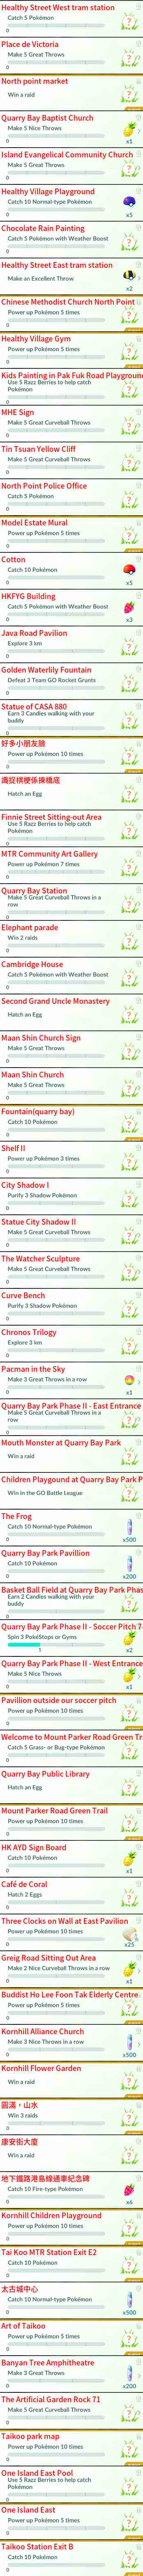 Healthy Street West tram station
Catch 5 Pokémon
0
Place de Victoria
Make 5 Great Throws
0
North point market
Win a raid
Quarry Bay Baptist Church
Make 5 Nice Throws
0
x1
Island Evangelical Community Church
Make 5 Great Throws
0
Healthy Village Playground
Catch 10 Normal-type Pokémon
0
x5
Chocolate Rain Painting
Catch 5 Pokémon with Weather Boost
0
Healthy Street East tram station
Make an Excellent Throw
x2
Chinese Methodist Church North Point
Power up Pokémon 5 times
0
Healthy Village Gym
Power up Pokémon 5 times
0
Kids Painting in Pak Fuk Road Playground
Use 5 Razz Berries to help catch
Pokémon
0
MHE Sign
Make 5 Great Curveball Throws
0
Tin Tsuan Yellow Cliff
Make 5 Great Curveball Throws
0
North Point Police Office
Catch 5 Pokémon
0
Model Estate Mural
Power up Pokémon 5 times
0
Cotton
Catch 10 Pokémon
0
x5
HKFYG Building
Catch 5 Pokémon with Weather Boost
0
x3
Java Road Pavilion
Explore 3 km
0
Golden Waterlily Fountain
Defeat 3 Team GO Rocket Grunts
0
Statue of CASA 880
Earn 3 Candies walking with your
buddy
0
好多小朋友臉
Power up Pokémon 10 times
0
識捉棋梗係揀橋底
Hatch an Egg
Finnie Street Sitting-out Area
Use 5 Razz Berries to help catch
Pokémon
0
MTR Community Art Gallery
Power up Pokémon 7 times
0
Quarry Bay Station
Make 5 Great Curveball Throws in a
row
0
Elephant parade
Win 2 raids
0
Cambridge House
Catch 5 Pokémon with Weather Boost
0
Second Grand Uncle Monastery
Hatch an Egg
Maan Shin Church Sign
Make 5 Great Throws
0
Maan Shin Church
Make 5 Great Throws
0
Fountain(quarry bay)
Catch 10 Pokémon
0
Shelf II
Power up Pokémon 3 times
0
City Shadow I
Purify 3 Shadow Pokémon
0
Statue City Shadow II
Make 5 Great Curveball Throws
0
The Watcher Sculpture
Make 5 Great Curveball Throws
0
Curve Bench
Purify 3 Shadow Pokémon
0
Chronos Trilogy
Explore 3 km
0
Pacman in the Sky
Make 3 Great Throws in a row
0
x1
Quarry Bay Park Phase II - East Entrance
Make 5 Great Curveball Throws in a
row
0
Mouth Monster at Quarry Bay Park
Win a raid
Children Playgound at Quarry Bay Park P
Win in the GO Battle League
The Frog
Catch 10 Normal-type Pokémon
0
x500
Quarry Bay Park Pavillion
Catch 10 Pokémon
0
x200
Basket Ball Field at Quarry Bay Park Phas
Earn 2 Candies walking with your
buddy
0
Quarry Bay Park Phase II - Soccer Pitch 7-
Spin 3 PokéStops or Gyms
1
x2
Quarry Bay Park Phase II - West Entrance
Make 5 Nice Throws
0
x1
Pavillion outside our soccer pitch
Power up Pokémon 10 times
0
Welcome to Mount Parker Road Green Tr
Catch 5 Grass- or Bug-type Pokémon
0
Quarry Bay Public Library
Hatch an Egg
Mount Parker Road Green Trail
Power up Pokémon 10 times
0
HK AYD Sign Board
Catch 10 Pokémon
0
x1
Café de Coral
Hatch 2 Eggs
0
Three Clocks on Wall at East Pavilion
Power up Pokémon 10 times
0
x25
Greig Road Sitting Out Area
Make 2 Nice Curveball Throws in a row
0
x1
Buddist Ho Lee Foon Tak Elderly Centre
Power up Pokémon 5 times
0
Kornhill Alliance Church
Make 3 Nice Throws in a row
0
x500
Kornhill Flower Garden
Win a raid
圓滿，山水
Win 3 raids
0
康安街大廈
Win a raid
地下鐵路港島線通車紀念碑
Catch 10 Fire-type Pokémon
0
x6
Kornhill Children Playground
Power up Pokémon 10 times
0
Tai Koo MTR Station Exit E2
Catch 10 Pokémon
0
太古城中心
Catch 10 Normal-type Pokémon
0
x500
Art of Taikoo
Power up Pokémon 5 times
0
Banyan Tree Amphitheatre
Make 3 Great Throws
0
x200
The Artificial Garden Rock 71
Make 5 Great Curveball Throws
0
Taikoo park map
Power up Pokémon 10 times
0
One Island East Pool
Use 5 Razz Berries to help catch
Pokémon
0
One Island East
Power up Pokémon 5 times
0
Taikoo Station Exit B
Catch 10 Pokémon
0